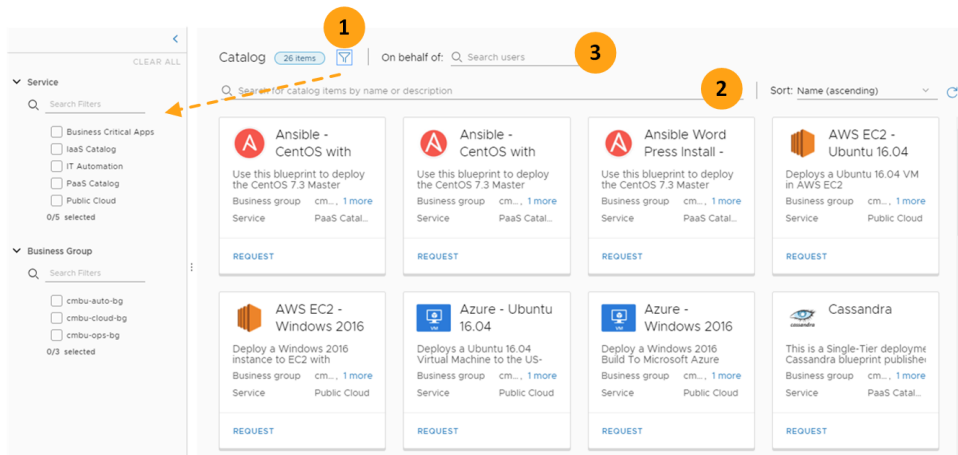 1
CLEAR ALL
Service
Search Filters
Business Critical Apps
IaaS Catalog
IT Automation
PaaS Catalog
Public Cloud
0/5 selected
Business Group
Search Filters
cmbu-auto-bg
cmbu-cloud-bg
cmbu-ops-bg
0/3 selected
Catalog 26 items On behalf of: Search users 3
Search for catalog items by name or description 2 Sort: Name (ascending)
Ansible -
CentOS with
Use this blueprint to deploy
the CentOS 7.3 Master
Business group cm..., 1 more
Service PaaS Catal...
REQUEST
Ansible -
CentOS with
Use this blueprint to deploy
the CentOS 7.3 Master
Business group cm..., 1 more
Service PaaS Catal...
REQUEST
Ansible Word
Press Install -
Use this blueprint to deploy
the CentOS 7.3 Master
Business group cm..., 1 more
Service PaaS Catal...
REQUEST
AWS EC2 -
Ubuntu 16.04
Deploys a Ubuntu 16.04 VM
in AWS EC2
Business group cm..., 1 more
Service Public Cloud
REQUEST
AWS EC2 -
Windows 2016
Deploy a Windows 2016
instance to EC2 with
Business group cm..., 1 more
Service Public Cloud
REQUEST
VM
Azure - Ubuntu
16.04
Deploys a Ubuntu 16.04
Virtual Machine to the US-
Business group cm..., 1 more
Service Public Cloud
REQUEST
VM
Azure -
Windows 2016
Deploy a Windows 2016
Build To Microsoft Azure
Business group cm..., 1 more
Service Public Cloud
REQUEST
cassandra
Cassandra
This is a Single-Tier deployme
Cassandra blueprint publishe
Business group cm..., 1 more
Service PaaS Catal...
REQUEST